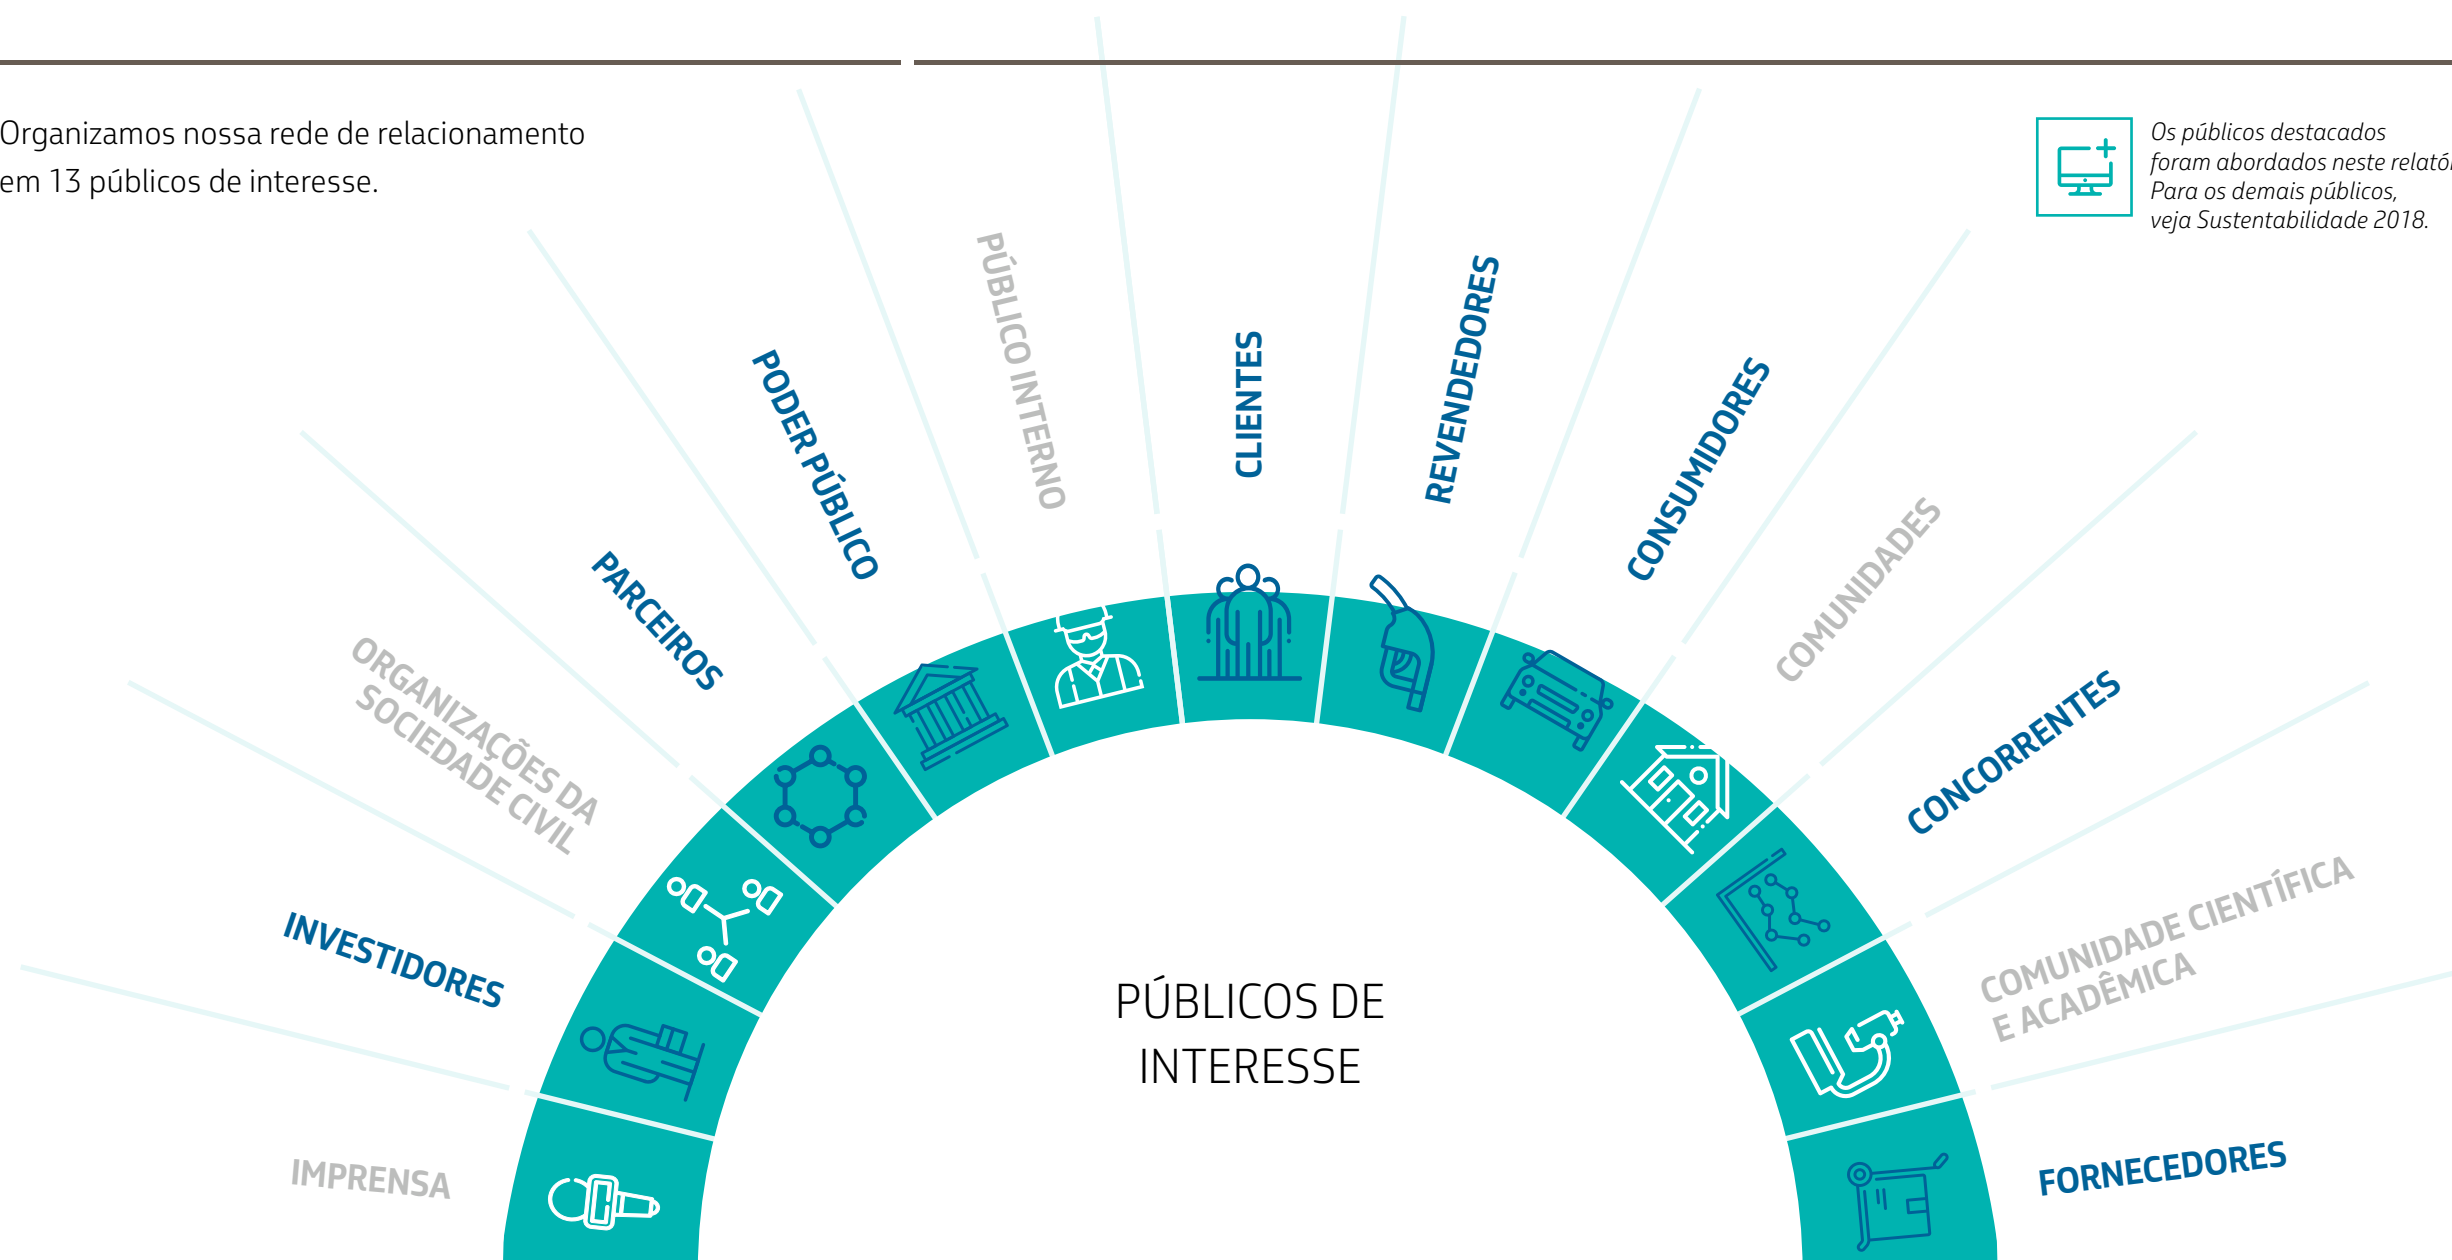 Organizamos nossa rede de relacionamento
em 13 públicos de interesse.
Os públicos destacados
foram abordados neste
Para os demais públicos,
veja Sustentabilidade 2018.
IMPRENSA
INVESTIDORES
ORGANIZAÇÕES DA
SOCIEDADE CIVIL
PARCEIROS
PODER PÚBLICO
PÚBLICO INTERNO
CLIENTES
REVENDEDORES
CONSUMIDORES
COMUNIDADES
CONCORRENTES
COMUNIDADE CIENTÍFICA
E ACADÊMICA
FORNECEDORES
PÚBLICOS DE
INTERESSE